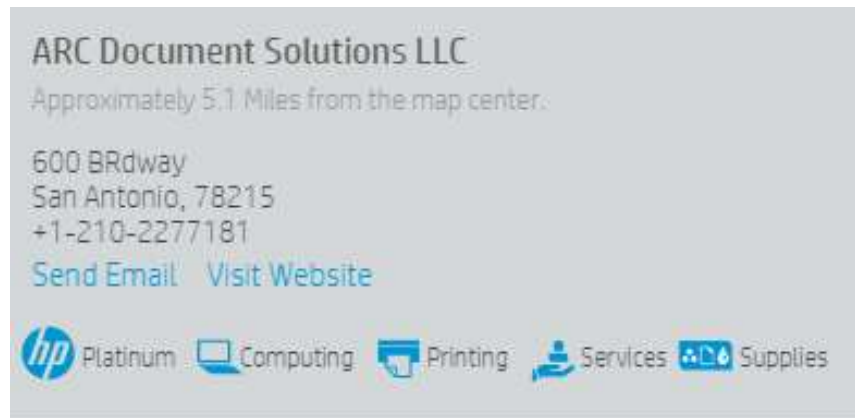 ARC Document Solutions LLC
Approximately 5.1 Miles from the map center.
600 BRdway
San Antonio, 78215
+1-210-2277181
Send Email Visit Website
hp Platinum Computing Printing Services Supplies